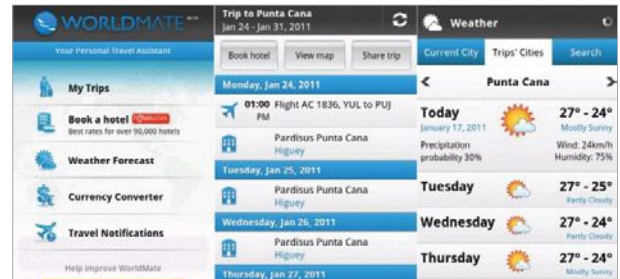 WORLDMATE BETA
Your Personal Travel Assistant
My Trips
Book a hotel
Best rates for over 90,000 hotels
Weather Forecast
Currency Converter
Travel Notifications
Help improve WorldMate
Trip to Punta Cana
Jan 24 - Jan 31, 2011
Book hotel
View map
Share trip
Monday, Jan 24, 2011
01:00 Flight AC 1836, YUL to PUJ
PM
Pardisus Punta Cana
Higuey
Tuesday, Jan 25, 2011
Pardisus Punta Cana
Higuey
Wednesday, Jan 26, 2011
Pardisus Punta Cana
Higuey
Thursday, Jan 27, 2011
Weather
Current City
Trips' Cities
Search
Punta Cana
Today 27° - 24°
January 17, 2011 Mostly Sunny
Precipitation Wind: 24km/h
probability 30% Humidity: 75%
Tuesday 27° - 25°
Partly Cloudy
Wednesday 27° - 24°
Partly Cloudy
Thursday 27° - 24°
Mostly Sunny